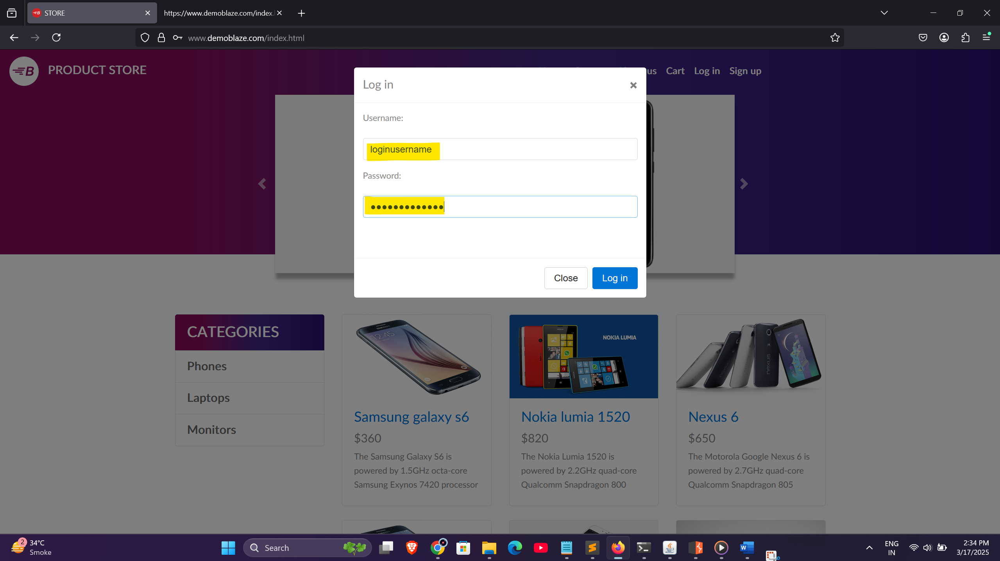 STORE
https://www.demoblaze.com/index.
www.demoblaze.com/index.html
B PRODUCT STORE
us Cart Log in Sign up
Log in
Username:
loginusername
Password:
•••••••••••••
Close Log in
CATEGORIES
Phones
Laptops
Monitors
SAMSUNG
12:45
NOKIA LUMIA
nexus
Samsung galaxy s6
$360
The Samsung Galaxy S6 is
powered by 1.5GHz octa-core
Samsung Exynos 7420 processor
Nokia lumia 1520
$820
The Nokia Lumia 1520 is
powered by 2.2GHz quad-core
Qualcomm Snapdragon 800
Nexus 6
$650
The Motorola Google Nexus 6 is
powered by 2.7GHz quad-core
Qualcomm Snapdragon 805
2
34°C
Smoke
Search
ENG
IN
2:34 PM
3/17/2025